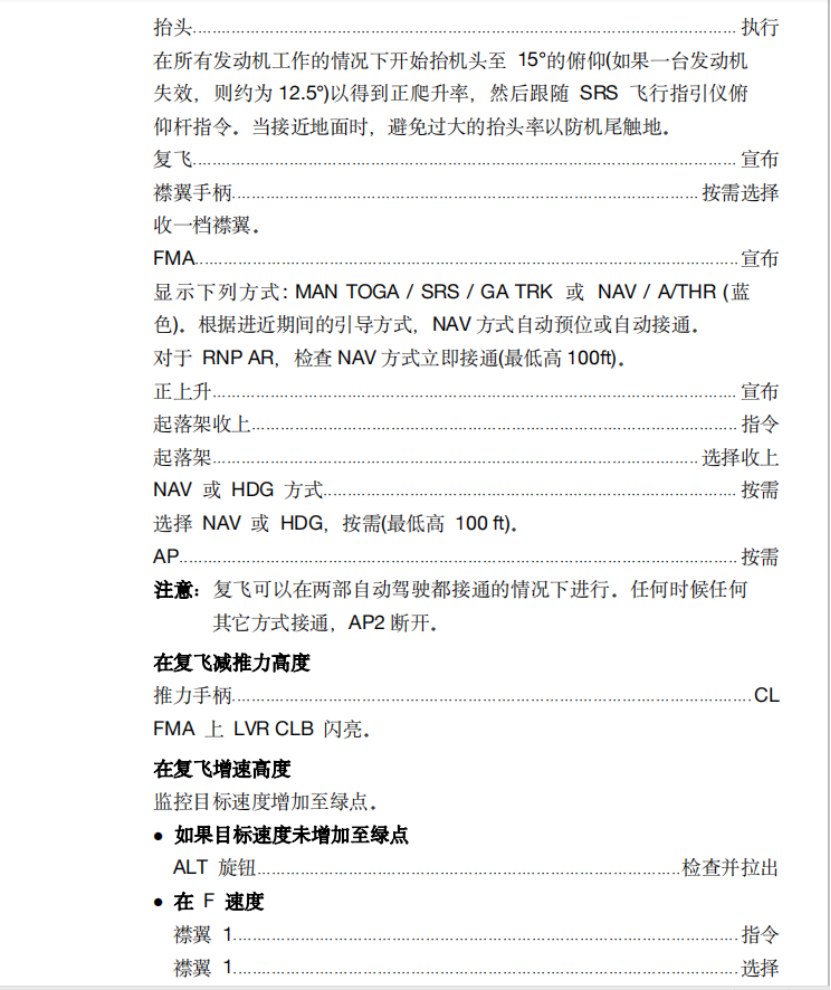 抬头........................................执行
在所有发动机工作的情况下开始抬机头至 15°的俯仰(如果一台发动机
失效，则约为 12.5°)以得到正爬升率，然后跟随 SRS 飞行指引仪俯
仰杆指令。当接近地面时，避免过大的抬头率以防机尾触地。
复飞........................................宣布
襟翼手柄........................................按需选择
收一档襟翼。
FMA........................................宣布
显示下列方式: MAN TOGA / SRS / GA TRK 或 NAV / A/THR (蓝
色)。根据进近期间的引导方式，NAV 方式自动预位或自动接通。
对于 RNP AR，检查 NAV 方式立即接通(最低高 100ft)。
正上升........................................宣布
起落架收上........................................指令
起落架........................................选择收上
NAV 或 HDG 方式........................................按需
选择 NAV 或 HDG，按需(最低高 100 ft)。
AP........................................按需
注意: 复飞可以在两部自动驾驶都接通的情况下进行。任何时候任何
其它方式接通，AP2 断开。
在复飞减推力高度
推力手柄........................................CL
FMA 上 LVR CLB 闪亮。
在复飞增速高度
监控目标速度增加至绿点。
• 如果目标速度未增加至绿点
ALT 旋钮........................................检查并拉出
• 在 F 速度
襟翼 1........................................指令
襟翼 1........................................选择